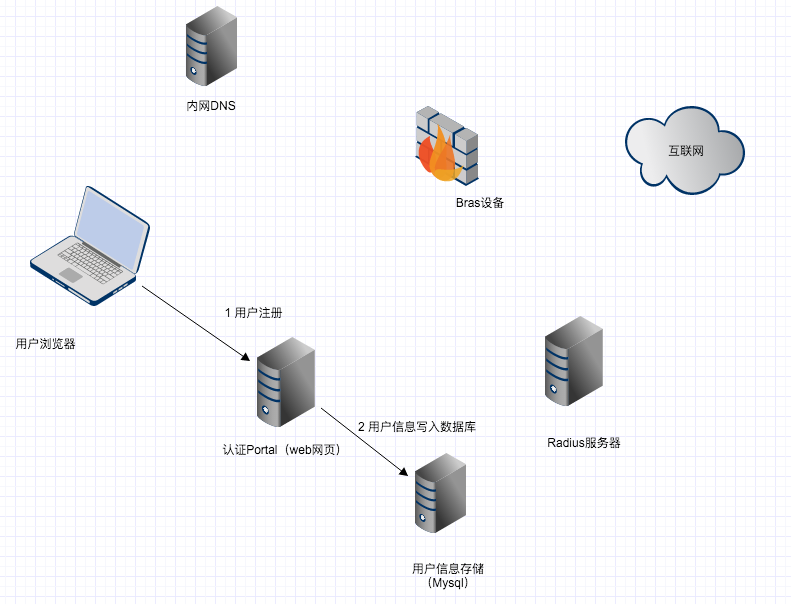 内网DNS
互联网
Bras设备
1 用户注册
用户浏览器
2 用户信息写入数据库
认证Portal（web网页）
Radius服务器
用户信息存储
（Mysql）